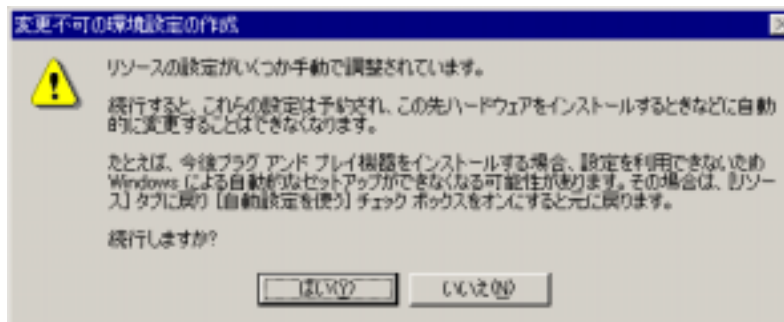 変更不可の環境設定の作成
リソースの設定がいくつか手動で調整されています。
続行すると、これらの設定は予約され、この先ハードウェアをインストールするときなどに自動
的に変更することはできなくなります。
たとえば、今後プラグ アンド プレイ機器をインストールする場合、設定を利用できないため
Windows による自動的なセットアップができなくなる可能性があります。その場合は、[リソー
ス] タブに戻り [自動設定を使う] チェック ボックスをオンにすると元に戻ります。
続行しますか?
はい(Y)
いいえ(N)